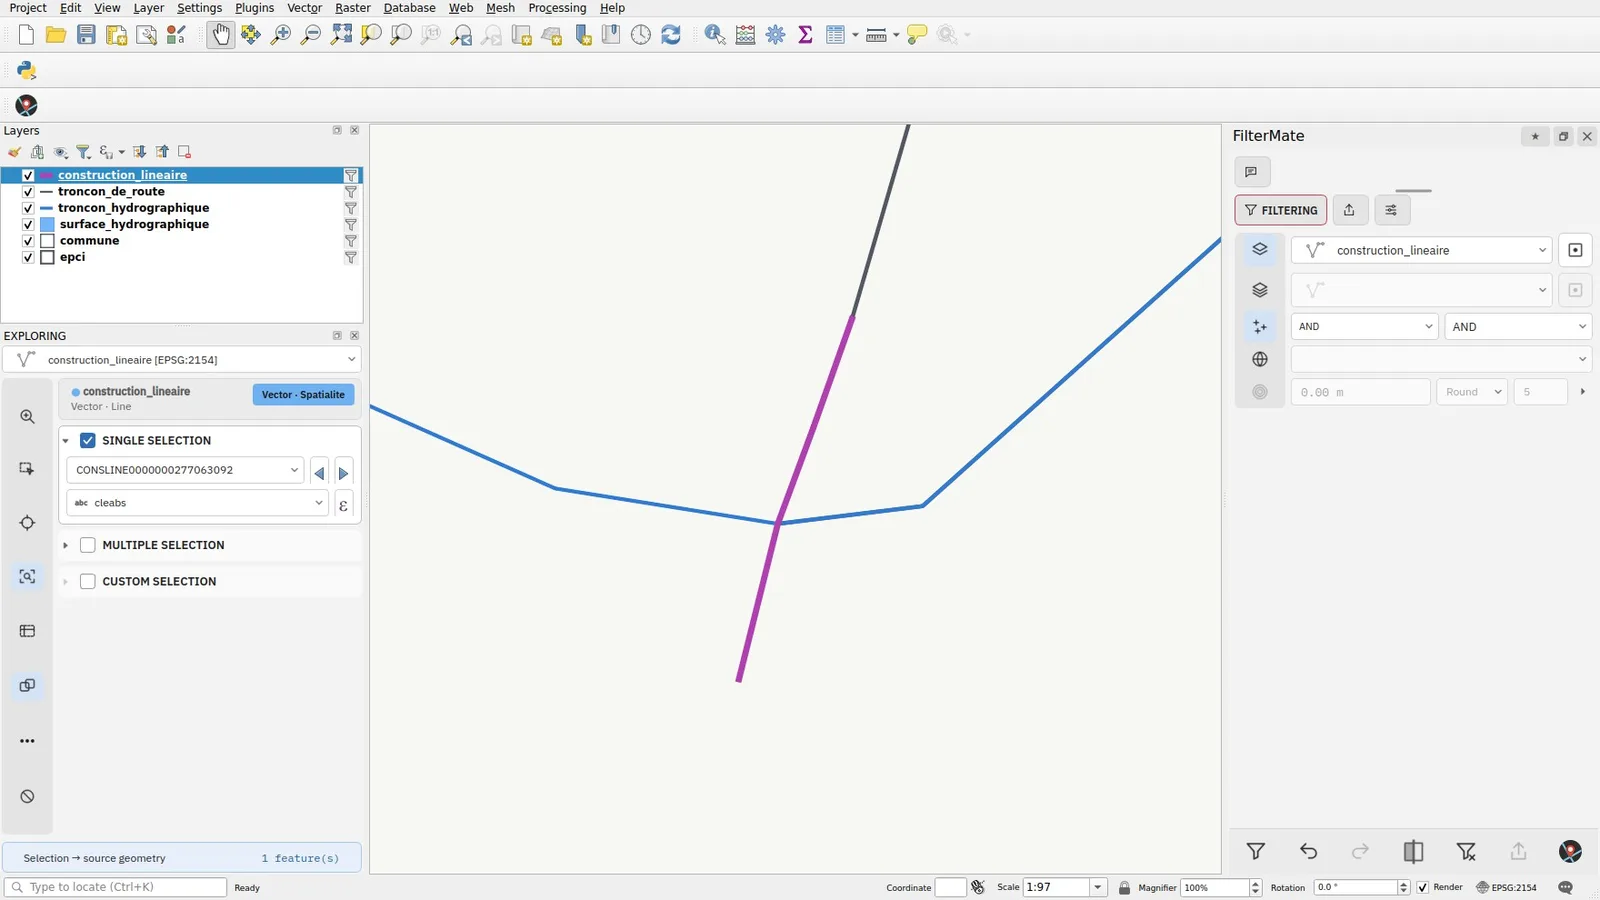 Project Edit View Layer Settings Plugins Vector Raster Database Web Mesh Processing Help
Layers
construction_lineaire
troncon_de_route
troncon_hydrographique
surface_hydrographique
commune
epci
EXPLORING
construction_lineaire [EPSG:2154]
construction_lineaire
Vector · Line
Vector · Spatialite
SINGLE SELECTION
CONSLINE0000000277063092
abc cleabs
ε
MULTIPLE SELECTION
CUSTOM SELECTION
Selection → source geometry 1 feature(s)
FilterMate
FILTERING
construction_lineaire
AND AND
0.00 m Round 5
Type to locate (Ctrl+K) Ready Coordinate Scale 1:97 Magnifier 100% Rotation 0.0 ° Render EPSG:2154